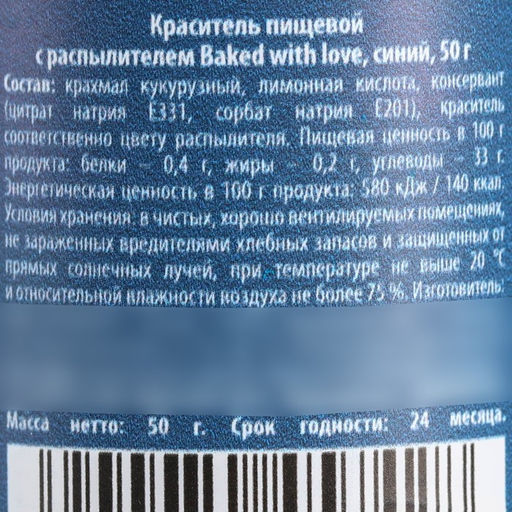 Краситель пищевой
с распылителем Baked with love, синий, 50 г
Состав: крахмал кукурузный, лимонная кислота, консервант
(цитрат натрия Е331, сорбат натрия Е201), краситель
соответственно цвету распылителя. Пищевая ценность в 100 г
продукта: белки – 0,4 г, жиры – 0,2 г, углеводы – 33 г.
Энергетическая ценность в 100 г продукта: 580 кДж / 140 ккал.
Условия хранения: в чистых, хорошо вентилируемых помещениях,
не зараженных вредителями хлебных запасов и защищенных от
прямых солнечных лучей, при температуре не выше 20 °С
и относительной влажности воздуха не более 75 %. Изготовитель:
Масса нетто: 50 г. Срок годности: 24 месяца.